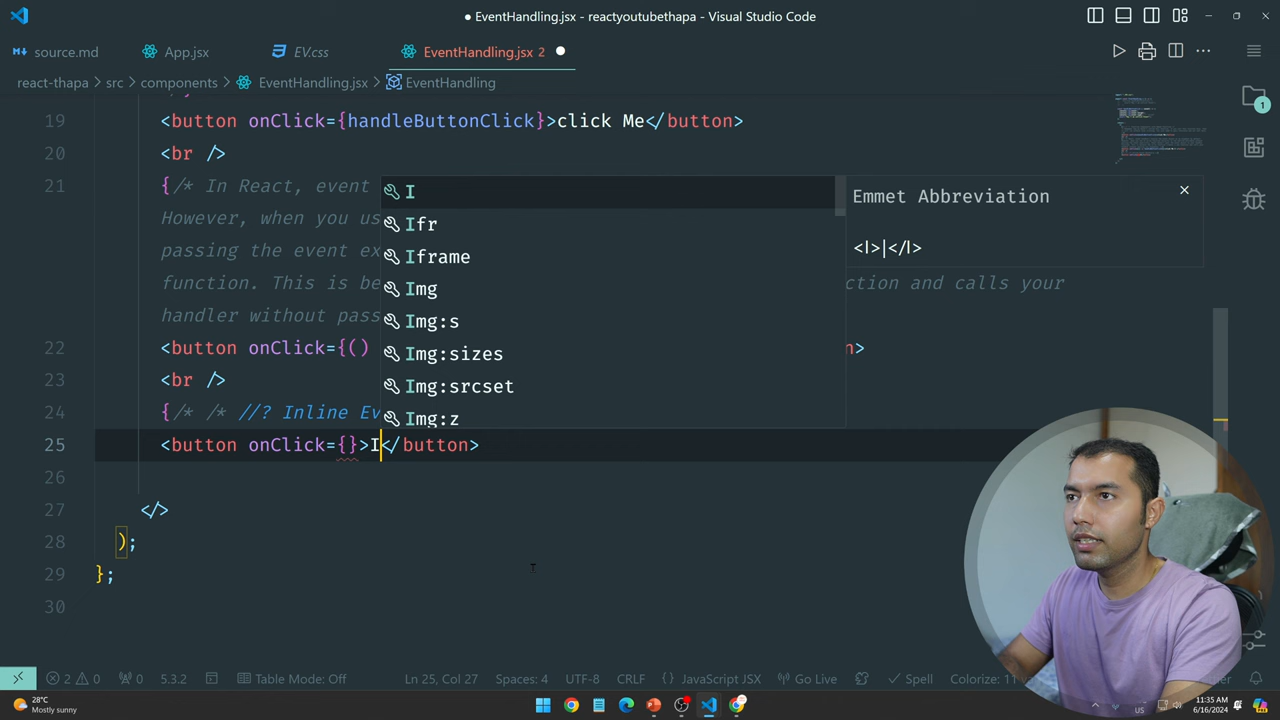 EventHandling.jsx - reactyoutubethapa - Visual Studio Code
source.md App.jsx EV.css EventHandling.jsx 2
react-thapa > src > components > EventHandling.jsx > EventHandling
19 <button onClick={handleButtonClick}>click Me</button>
20 <br />
21 {/* In React, event
However, when you us
passing the event ex
function. This is be ction and calls your
handler without pass
22 <button onClick={() n>
23 <br />
24 {/* /* //? Inline Ev
25 <button onClick={}>I</button>
26
27 </>
28 );
29 };
30
I
Ifr
Iframe
Img
Img:s
Img:sizes
Img:srcset
Img:z
Emmet Abbreviation
<I>|</I>
1
2 0 0 5.3.2 Table Mode: Off Ln 25, Col 27 Spaces: 4 UTF-8 CRLF {} JavaScript JSX Go Live Spell Colorize: 11
28°C
Mostly sunny
US
11:35 AM
6/16/2024